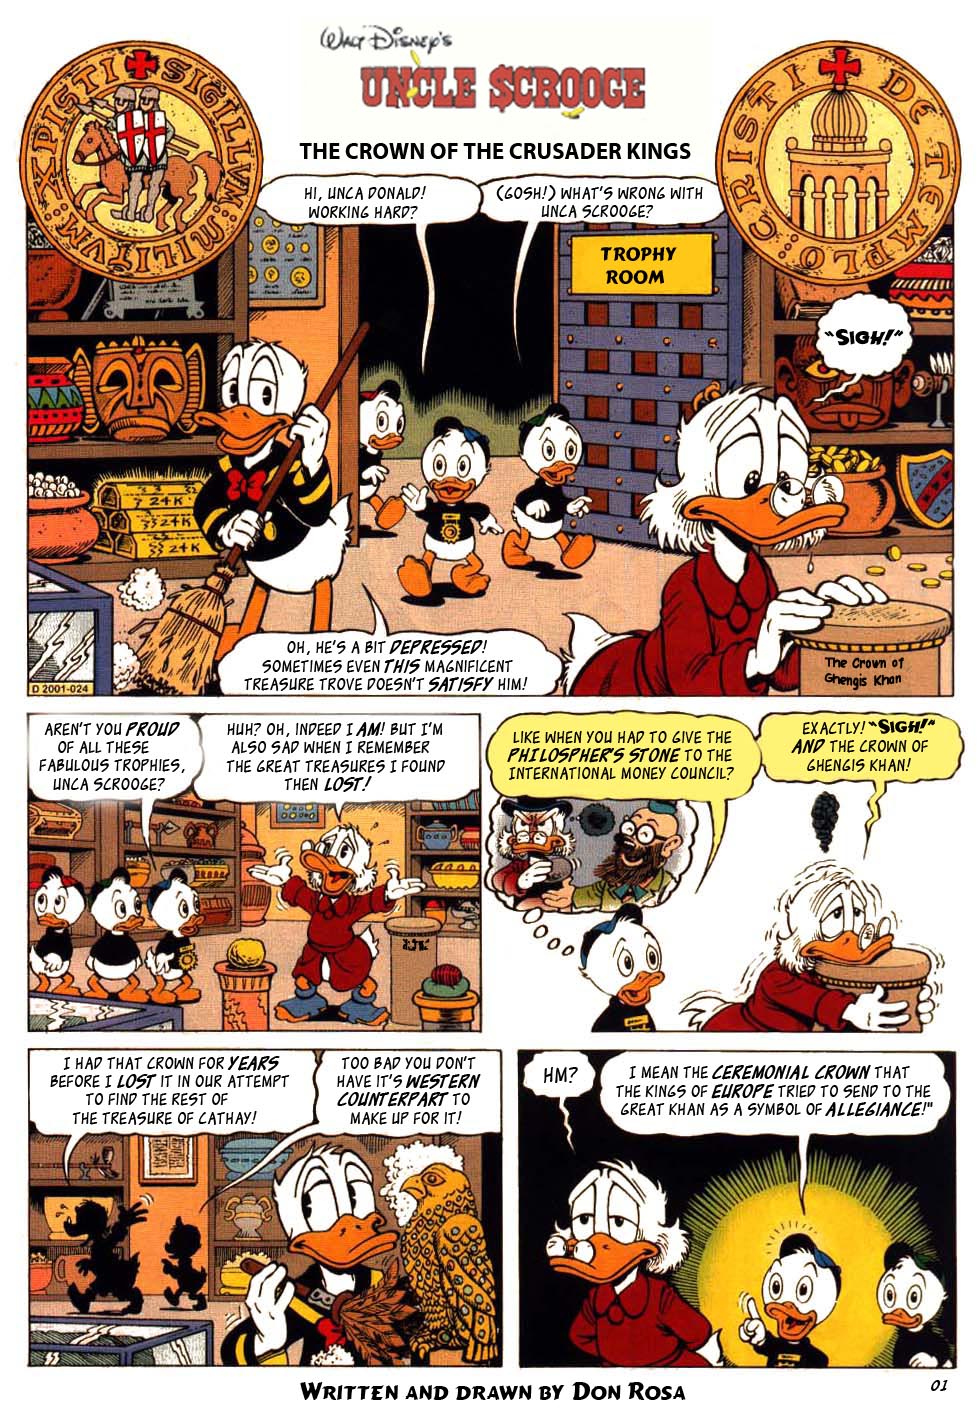 Walt Disney's
UNCLE $CROOGE
THE CROWN OF THE CRUSADER KINGS
SIGILLVM : MILITVM : XPISTI
DE TEMPLO : CRISTI
HI, UNCA DONALD!
WORKING HARD?
(GOSH!) WHAT'S WRONG WITH
UNCA SCROOGE?
TROPHY
ROOM
"SIGH!"
24K
24K
24K
OH, HE'S A BIT DEPRESSED!
SOMETIMES EVEN THIS MAGNIFICENT
TREASURE TROVE DOESN'T SATISFY HIM!
The Crown of
Ghengis Khan
D 2001-024
AREN'T YOU PROUD
OF ALL THESE
FABULOUS TROPHIES,
UNCA SCROOGE?
HUH? OH, INDEED I AM! BUT I'M
ALSO SAD WHEN I REMEMBER
THE GREAT TREASURES I FOUND
THEN LOST!
LIKE WHEN YOU HAD TO GIVE THE
PHILOSPHER'S STONE TO THE
INTERNATIONAL MONEY COUNCIL?
EXACTLY! "SIGH!"
AND THE CROWN OF
GHENGIS KHAN!
I HAD THAT CROWN FOR YEARS
BEFORE I LOST IT IN OUR ATTEMPT
TO FIND THE REST OF
THE TREASURE OF CATHAY!
TOO BAD YOU DON'T
HAVE IT'S WESTERN
COUNTERPART TO
MAKE UP FOR IT!
HM?
I MEAN THE CEREMONIAL CROWN THAT
THE KINGS OF EUROPE TRIED TO SEND TO THE
GREAT KHAN AS A SYMBOL OF ALLEGIANCE!"
WRITTEN AND DRAWN BY DON ROSA
01